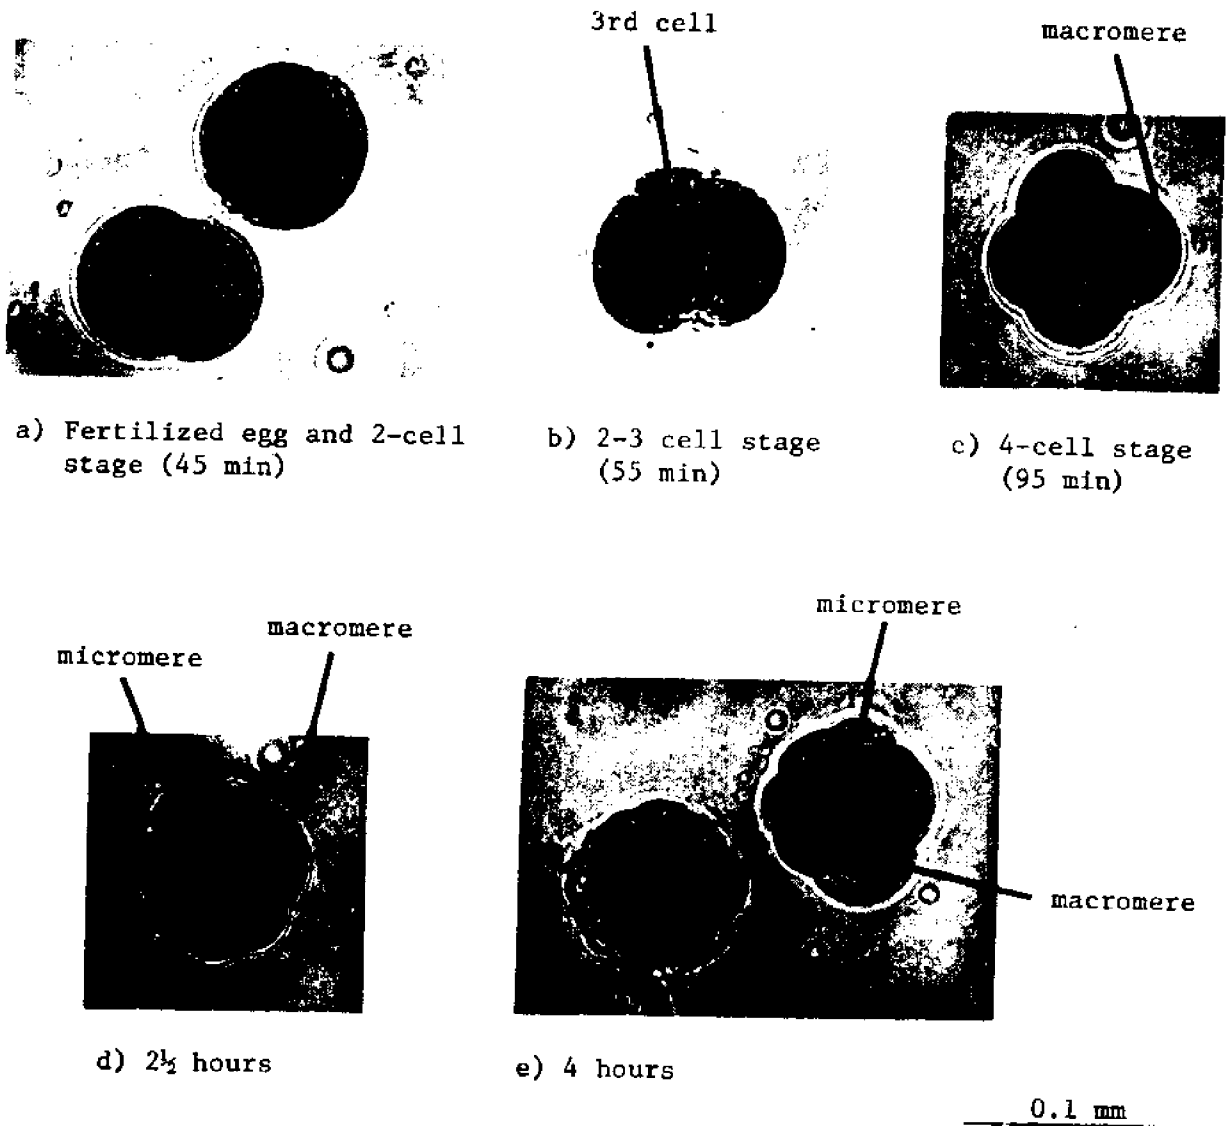 3rd cell
macromere
a) Fertilized egg and 2-cell
stage (45 min)
b) 2-3 cell stage
(55 min)
c) 4-cell stage
(95 min)
micromere
macromere
micromere
macromere
d) 2½ hours
e) 4 hours
0.1 mm